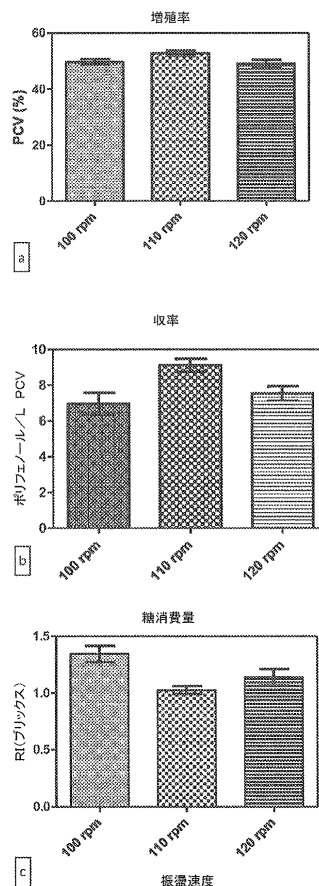 増殖率
PCV (%)
60
40
20
0
100 rpm
110 rpm
120 rpm
a
収率
ポリフェノール/L PCV
10
8
6
4
2
0
100 rpm
110 rpm
120 rpm
b
糖消費量
RI(ブリックス)
1.5
1.0
0.5
0.0
100 rpm
110 rpm
120 rpm
c
振盪速度